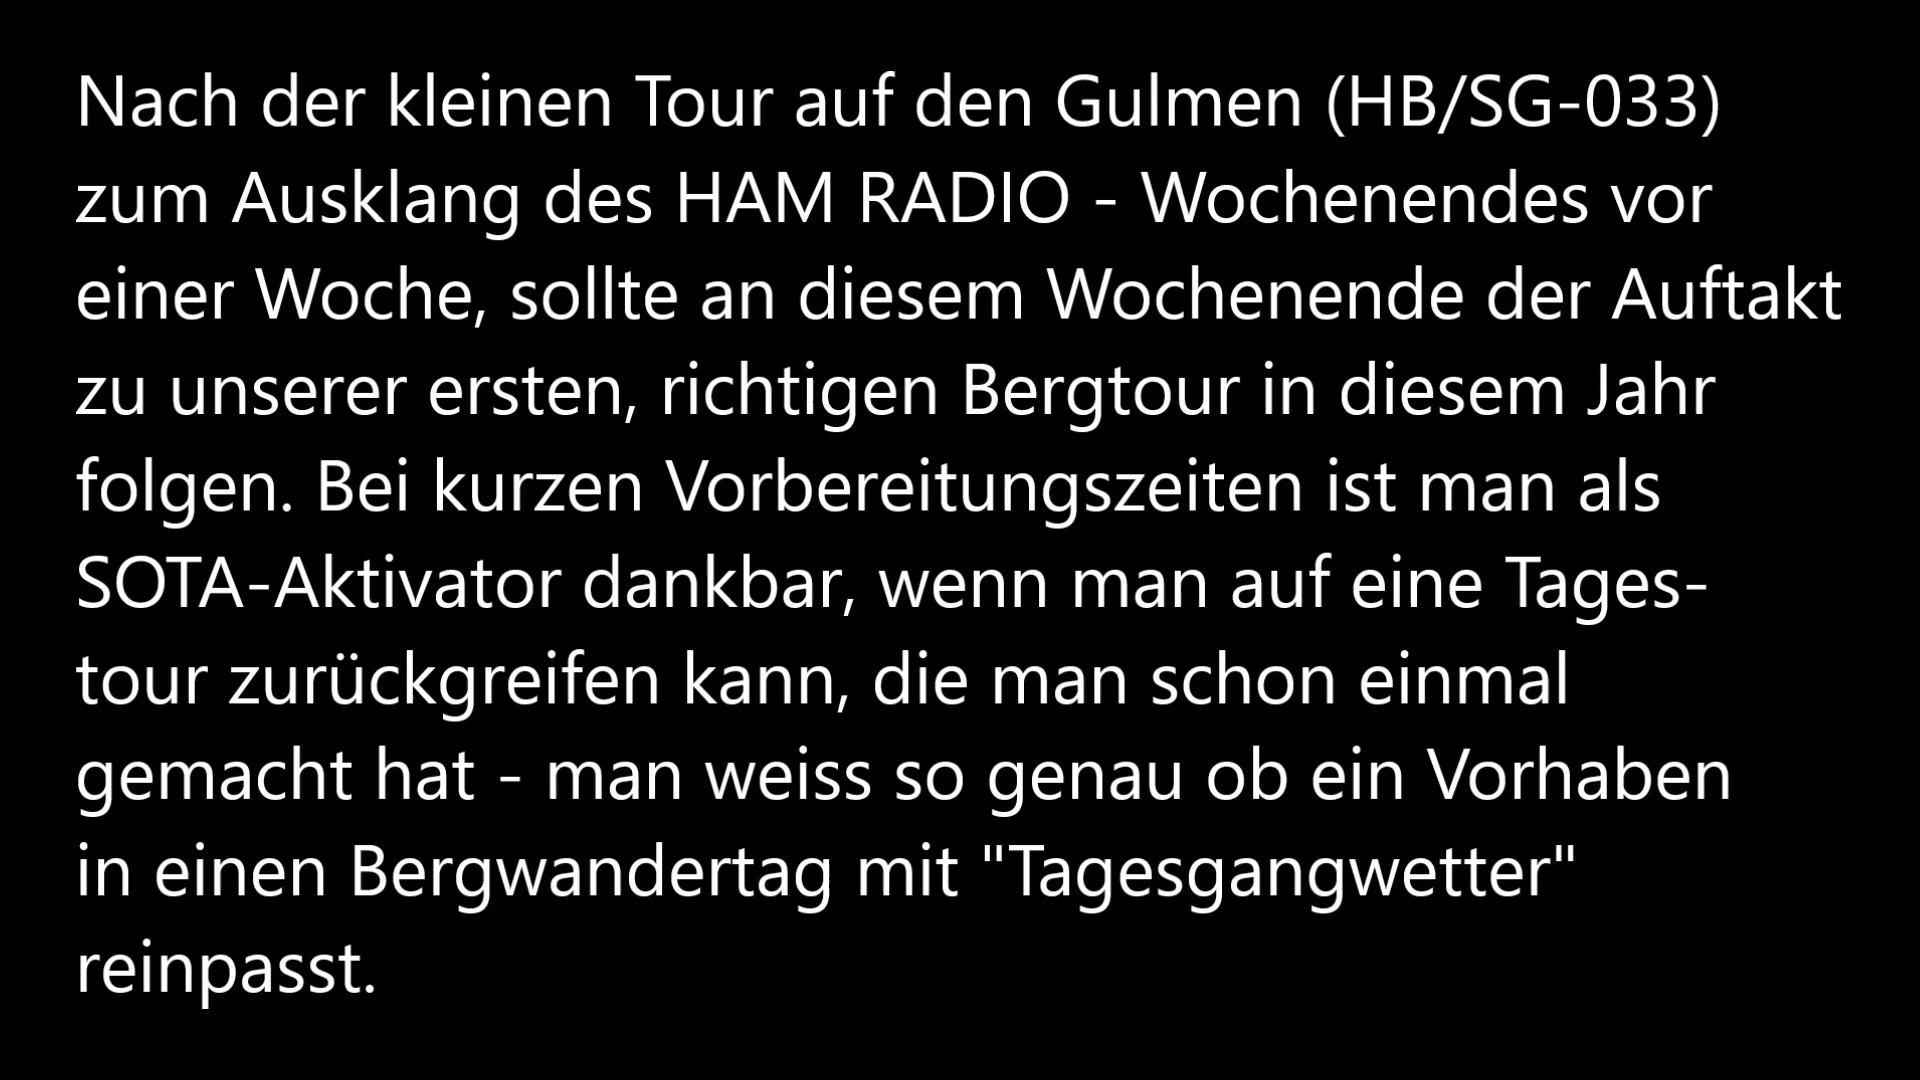 Nach der kleinen Tour auf den Gulmen (HB/SG-033)
zum Ausklang des HAM RADIO - Wochenendes vor
einer Woche, sollte an diesem Wochenende der Auftakt
zu unserer ersten, richtigen Bergtour in diesem Jahr
folgen. Bei kurzen Vorbereitungszeiten ist man als
SOTA-Aktivator dankbar, wenn man auf eine Tages-
tour zurückgreifen kann, die man schon einmal
gemacht hat - man weiss so genau ob ein Vorhaben
in einen Bergwandertag mit "Tagesgangwetter"
reinpasst.